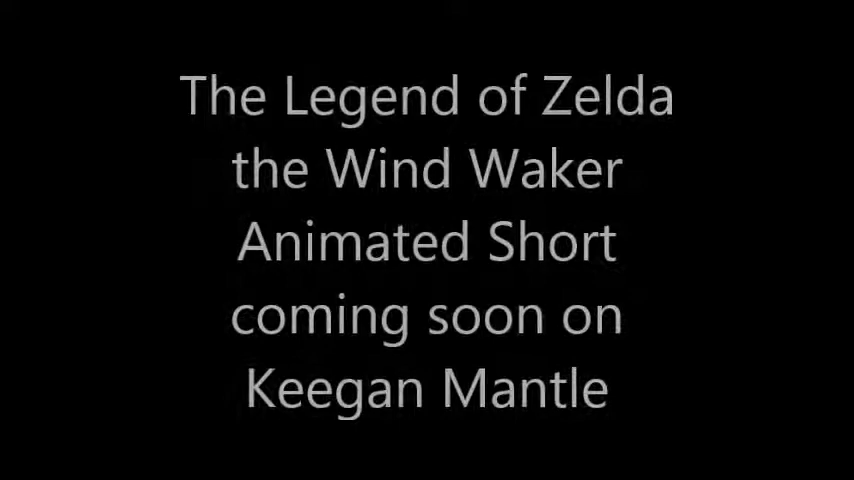 The Legend of Zelda
the Wind Waker
Animated Short
coming soon on
Keegan Mantle